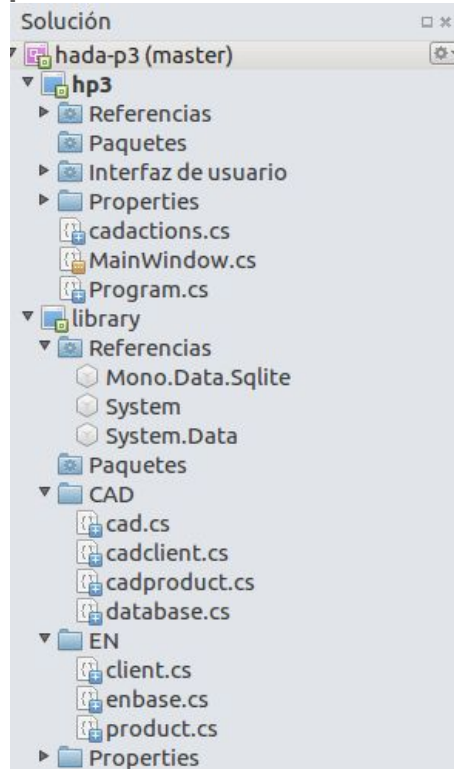 Solución
hada-p3 (master)
hp3
Referencias
Paquetes
Interfaz de usuario
Properties
cadactions.cs
MainWindow.cs
Program.cs
library
Referencias
Mono.Data.Sqlite
System
System.Data
Paquetes
CAD
cad.cs
cadclient.cs
cadproduct.cs
database.cs
EN
client.cs
enbase.cs
product.cs
Properties